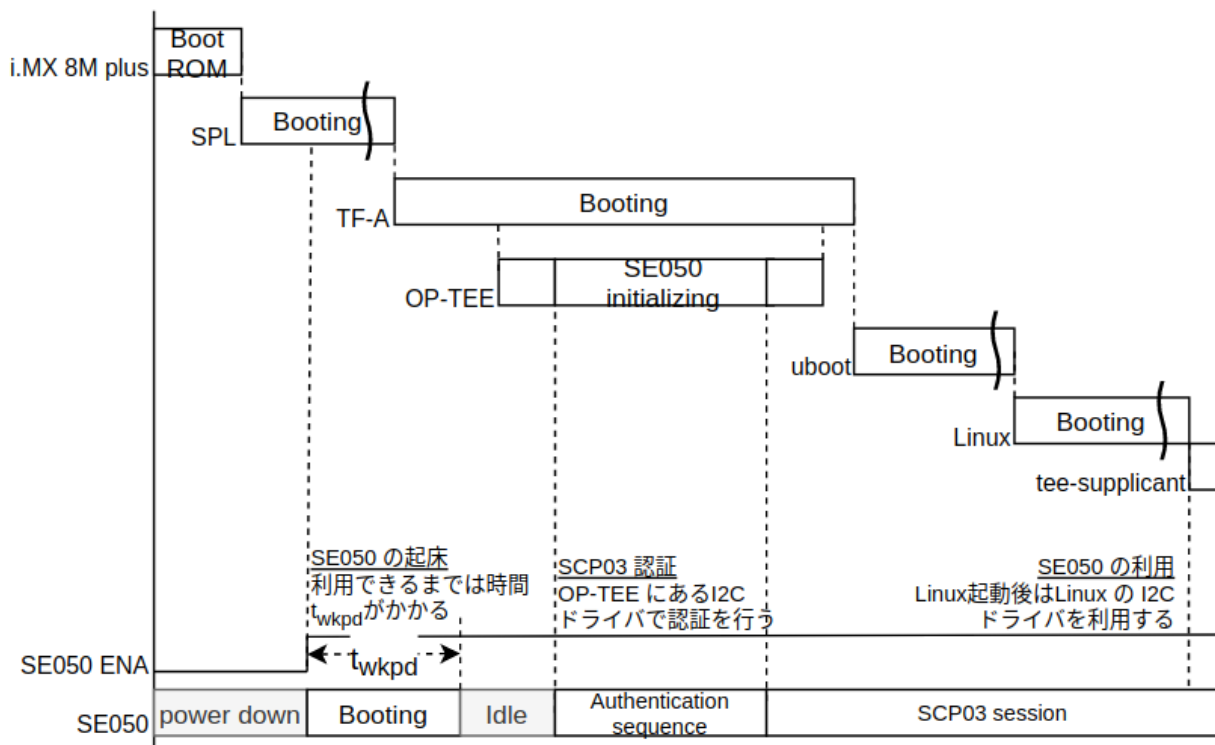 Boot
ROM
i.MX 8M plus
Booting
SPL
Booting
TF-A
SE050
initializing
OP-TEE
Booting
uboot
Booting
Linux
tee-supplicant
SE050 の起床
利用できるまでは時間
twkpdがかかる
SCP03 認証
OP-TEE にあるI2C
ドライバで認証を行う
SE050 の利用
Linux起動後はLinux の I2C
ドライバを利用する
SE050 ENA
twkpd
SE050
power down
Booting
Idle
Authentication
sequence
SCP03 session